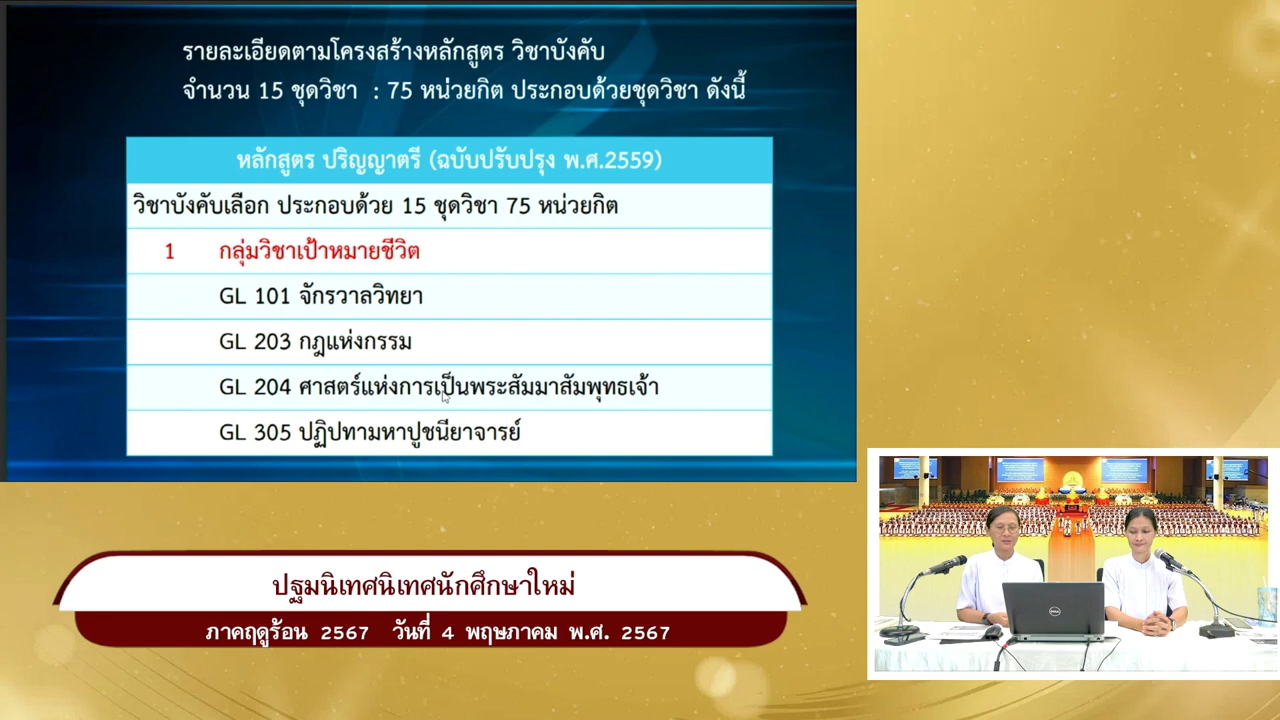 รายละเอียดตามโครงสร้างหลักสูตร วิชาบังคับ
จำนวน 15 ชุดวิชา : 75 หน่วยกิต ประกอบด้วยชุดวิชา ดังนี้
หลักสูตร ปริญญาตรี (ฉบับปรับปรุง พ.ศ.2559)
วิชาบังคับเลือก ประกอบด้วย 15 ชุดวิชา 75 หน่วยกิต
1 กลุ่มวิชาเป้าหมายชีวิต
GL 101 จักรวาลวิทยา
GL 203 กฎแห่งกรรม
GL 204 ศาสตร์แห่งการเป็นพระสัมมาสัมพุทธเจ้า
GL 305 ปฏิปทามหาปูชนียาจารย์
ปฐมนิเทศนิเทศนักศึกษาใหม่
ภาคฤดูร้อน 2567 วันที่ 4 พฤษภาคม พ.ศ. 2567
DELL